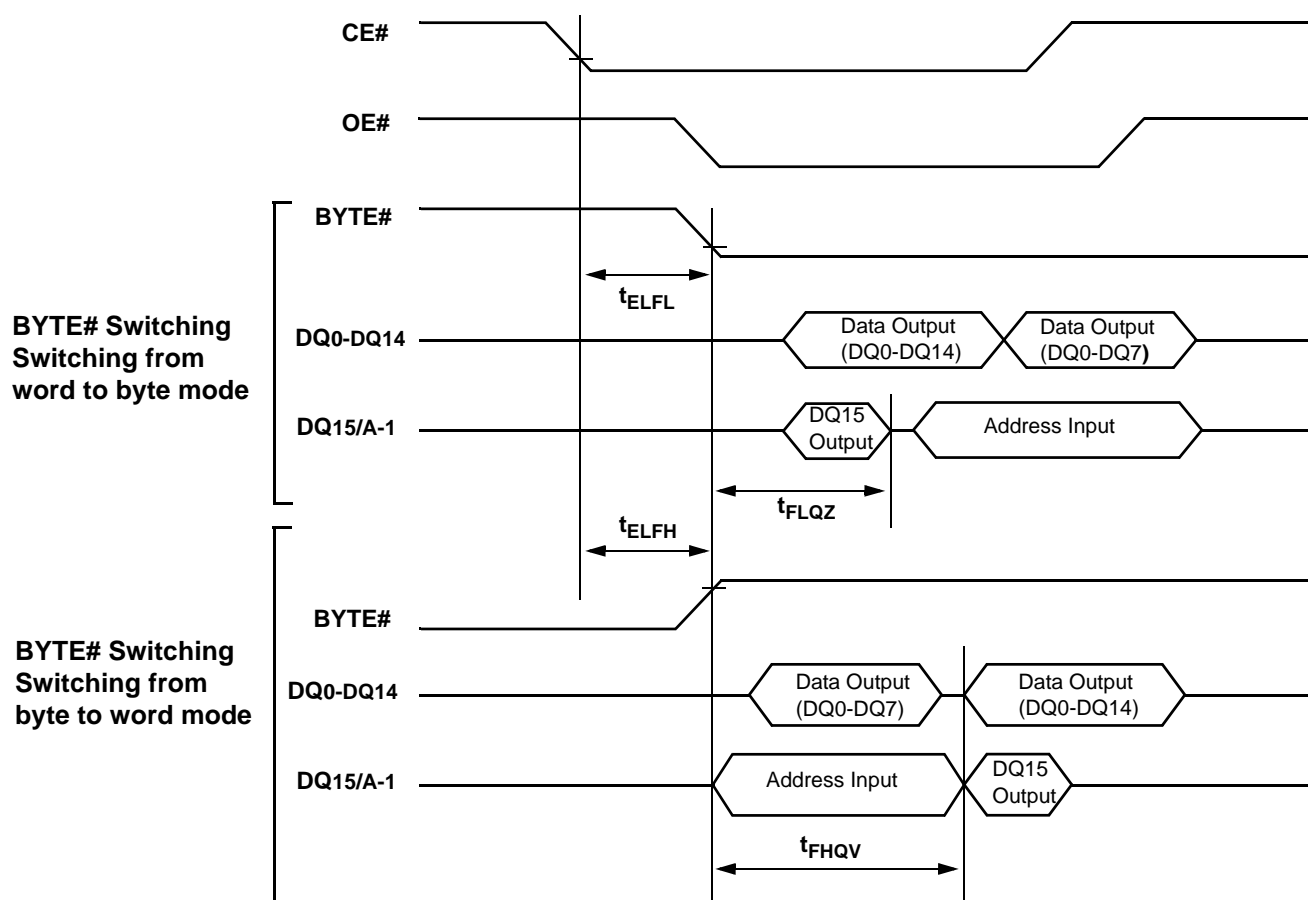 CE#
OE#
BYTE#
tELFL
BYTE# Switching
Switching from
word to byte mode
DQ0-DQ14
Data Output
(DQ0-DQ14)
Data Output
(DQ0-DQ7)
DQ15/A-1
DQ15
Output
Address Input
tFLQZ
tELFH
BYTE#
BYTE# Switching
Switching from
byte to word mode
DQ0-DQ14
Data Output
(DQ0-DQ7)
Data Output
(DQ0-DQ14)
DQ15/A-1
Address Input
DQ15
Output
tFHQV